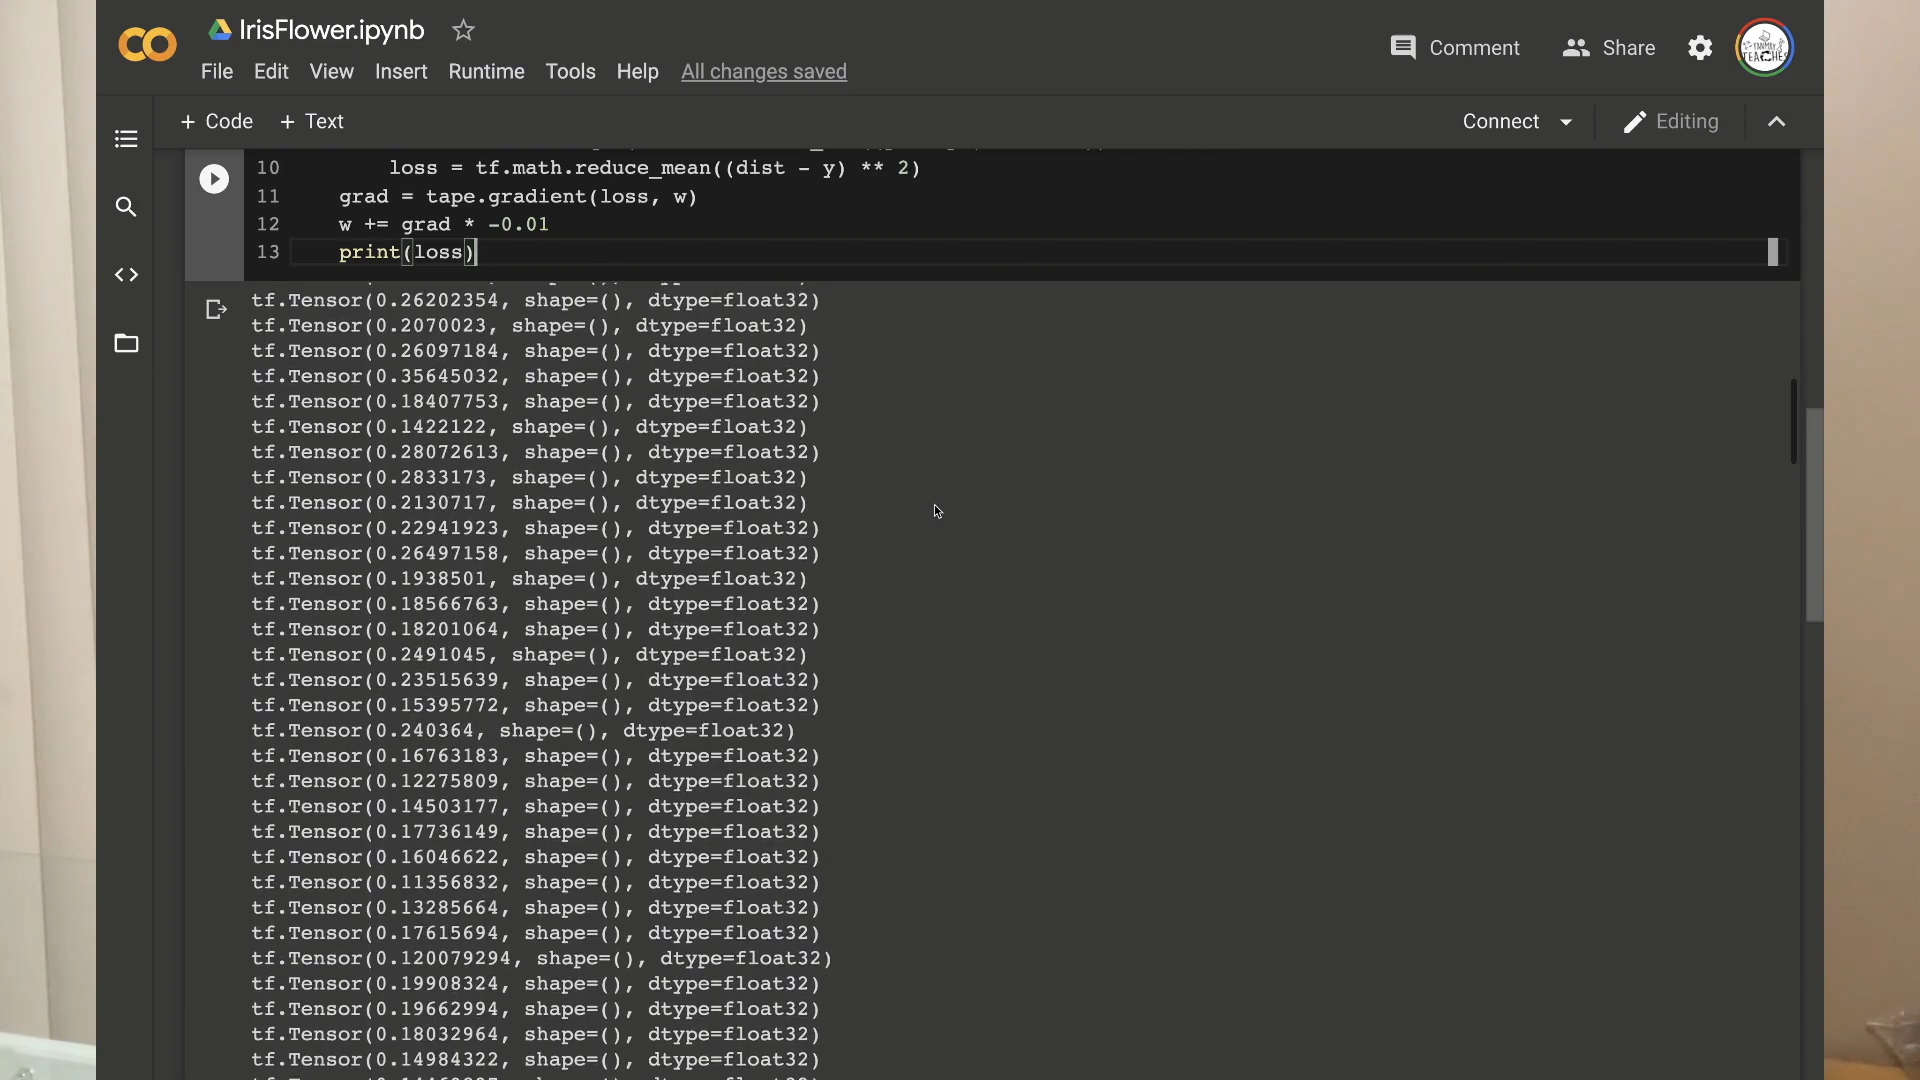 IrisFlower.ipynb
Comment
Share
TANMAY TEACHES
File Edit View Insert Runtime Tools Help All changes saved
+ Code + Text
Connect
Editing
10 loss = tf.math.reduce_mean((dist - y) ** 2)
11 grad = tape.gradient(loss, w)
12 w += grad * -0.01
13 print(loss)
tf.Tensor(0.26202354, shape=(), dtype=float32)
tf.Tensor(0.2070023, shape=(), dtype=float32)
tf.Tensor(0.26097184, shape=(), dtype=float32)
tf.Tensor(0.35645032, shape=(), dtype=float32)
tf.Tensor(0.18407753, shape=(), dtype=float32)
tf.Tensor(0.1422122, shape=(), dtype=float32)
tf.Tensor(0.28072613, shape=(), dtype=float32)
tf.Tensor(0.2833173, shape=(), dtype=float32)
tf.Tensor(0.2130717, shape=(), dtype=float32)
tf.Tensor(0.22941923, shape=(), dtype=float32)
tf.Tensor(0.26497158, shape=(), dtype=float32)
tf.Tensor(0.1938501, shape=(), dtype=float32)
tf.Tensor(0.18566763, shape=(), dtype=float32)
tf.Tensor(0.18201064, shape=(), dtype=float32)
tf.Tensor(0.2491045, shape=(), dtype=float32)
tf.Tensor(0.23515639, shape=(), dtype=float32)
tf.Tensor(0.15395772, shape=(), dtype=float32)
tf.Tensor(0.240364, shape=(), dtype=float32)
tf.Tensor(0.16763183, shape=(), dtype=float32)
tf.Tensor(0.12275809, shape=(), dtype=float32)
tf.Tensor(0.14503177, shape=(), dtype=float32)
tf.Tensor(0.17736149, shape=(), dtype=float32)
tf.Tensor(0.16046622, shape=(), dtype=float32)
tf.Tensor(0.11356832, shape=(), dtype=float32)
tf.Tensor(0.13285664, shape=(), dtype=float32)
tf.Tensor(0.17615694, shape=(), dtype=float32)
tf.Tensor(0.120079294, shape=(), dtype=float32)
tf.Tensor(0.19908324, shape=(), dtype=float32)
tf.Tensor(0.19662994, shape=(), dtype=float32)
tf.Tensor(0.18032964, shape=(), dtype=float32)
tf.Tensor(0.14984322, shape=(), dtype=float32)